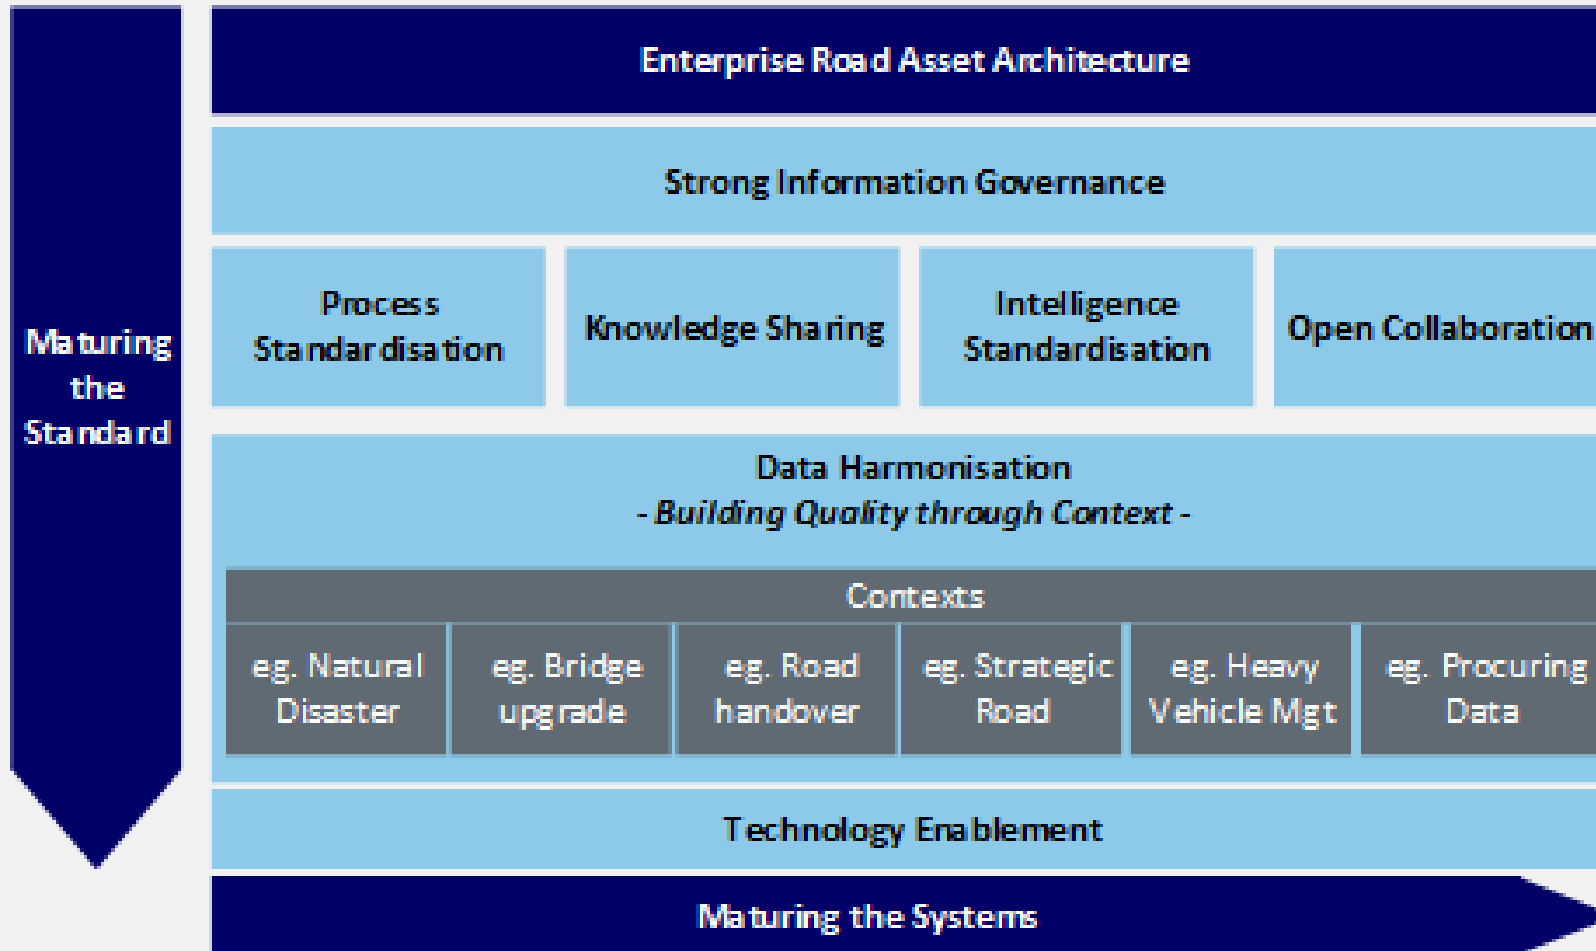 Enterprise Road Asset Architecture
Strong Information Governance
Process
Standardisation
Knowledge Sharing
Intelligence
Standardisation
Open Collaboration
Maturing
the
Standard
Data Harmonisation
- Building Quality through Context -
Contexts
eg. Natural
Disaster
eg. Bridge
upgrade
eg. Road
handover
eg. Strategic
Road
eg. Heavy
Vehicle Mgt
eg. Procuring
Data
Technology Enablement
Maturing the Systems